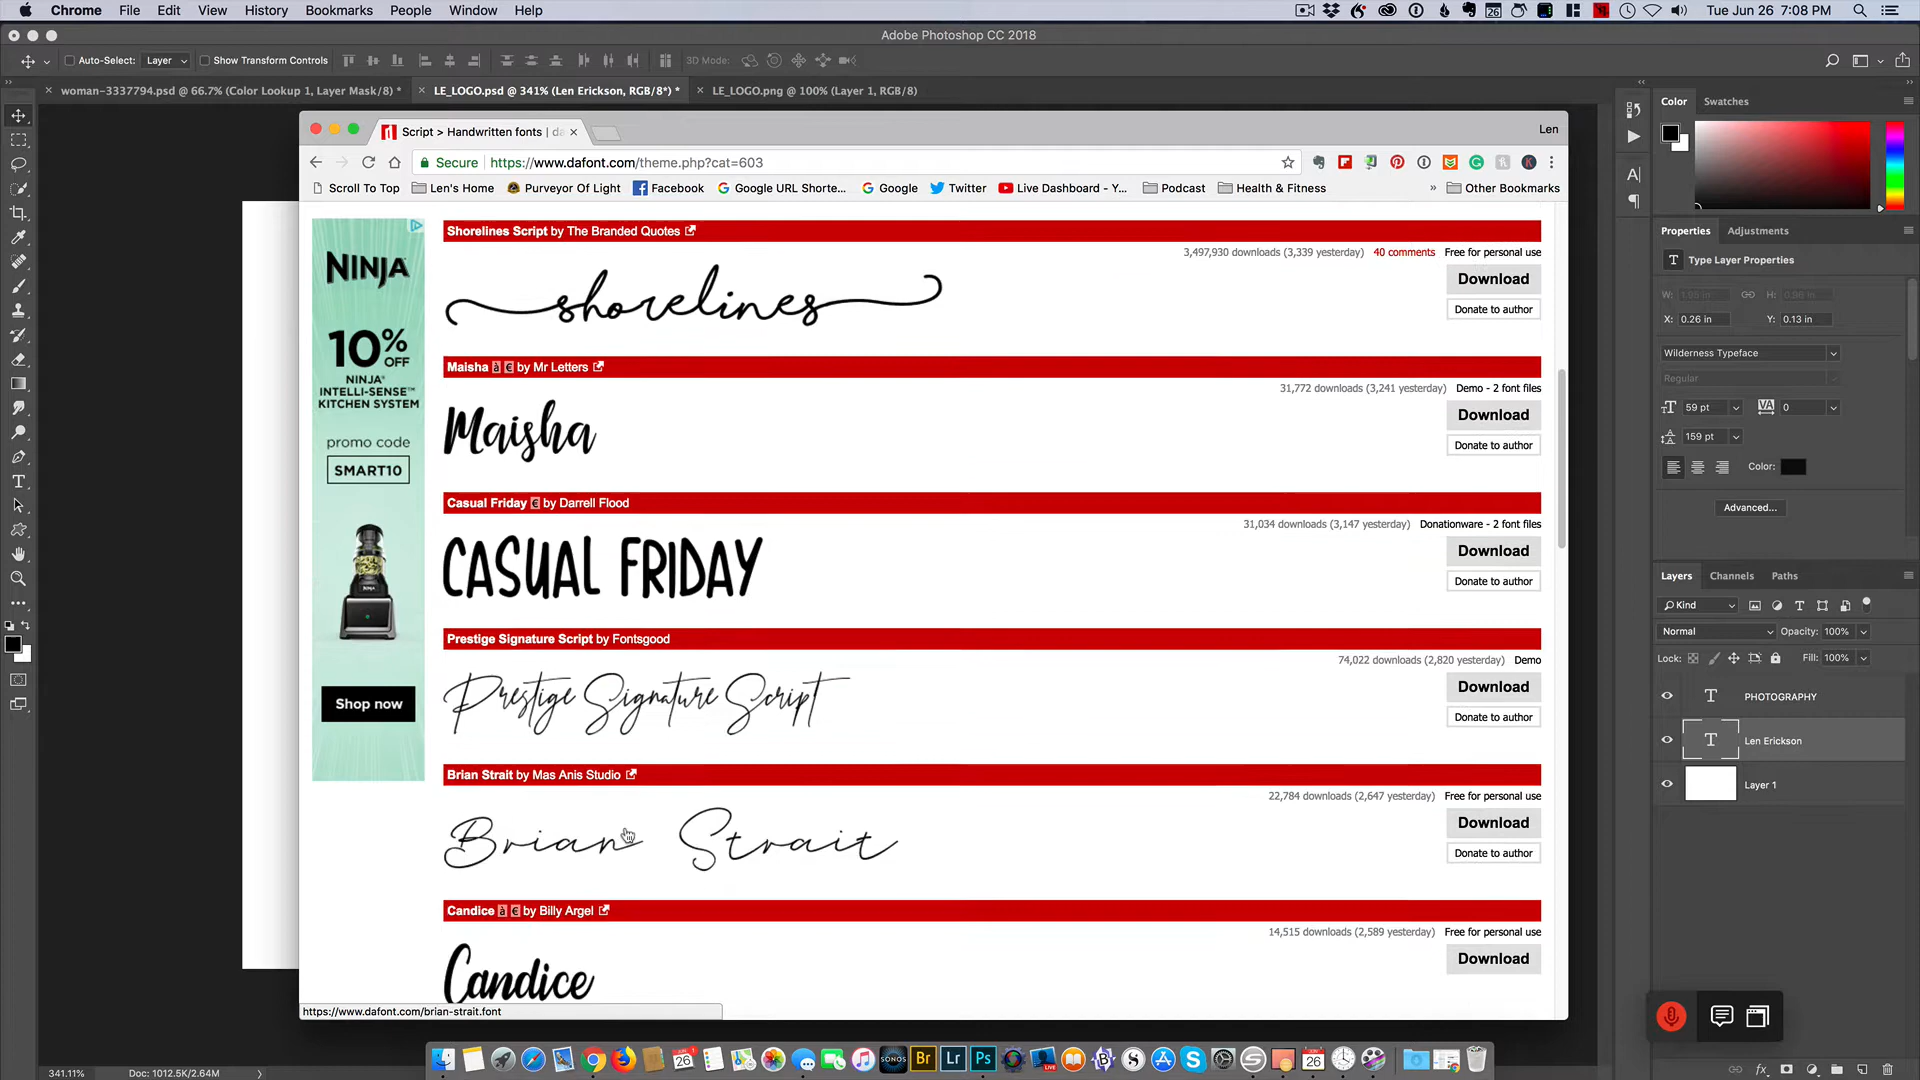 Chrome File Edit View History Bookmarks People Window Help
Tue Jun 26 7:08 PM
Adobe Photoshop CC 2018
Auto-Select: Layer Show Transform Controls 3D Mode:
woman-3337794.psd @ 66.7% (Color Lookup 1, Layer Mask/8) *
LE_LOGO.psd @ 341% (Len Erickson, RGB/8*) *
LE_LOGO.png @ 100% (Layer 1, RGB/8)
Script > Handwritten fonts | da
Len
Secure https://www.dafont.com/theme.php?cat=603
Scroll To Top Len's Home Purveyor Of Light Facebook Google URL Shorte... Google Twitter Live Dashboard - Y... Podcast Health & Fitness » Other Bookmarks
NINJA
10% OFF
NINJA®
INTELLI-SENSE™
KITCHEN SYSTEM
promo code
SMART10
Shop now
Shorelines Script by The Branded Quotes
3,497,930 downloads (3,339 yesterday) 40 comments Free for personal use
shorelines
Download
Donate to author
Maisha à € by Mr Letters
31,772 downloads (3,241 yesterday) Demo - 2 font files
Maisha
Download
Donate to author
Casual Friday € by Darrell Flood
31,034 downloads (3,147 yesterday) Donationware - 2 font files
CASUAL FRIDAY
Download
Donate to author
Prestige Signature Script by Fontsgood
74,022 downloads (2,820 yesterday) Demo
Prestige Signature Script
Download
Donate to author
Brian Strait by Mas Anis Studio
22,784 downloads (2,647 yesterday) Free for personal use
Brian Strait
Download
Donate to author
Candice à € by Billy Argel
14,515 downloads (2,589 yesterday) Free for personal use
Candice
Download
https://www.dafont.com/brian-strait.font
Color Swatches
Properties Adjustments
Type Layer Properties
W: 1.95 in H: 0.96 in
X: 0.26 in Y: 0.13 in
Wilderness Typeface
Regular
59 pt 0
159 pt
Color:
Advanced...
Layers Channels Paths
Kind
Normal Opacity: 100%
Lock: Fill: 100%
PHOTOGRAPHY
Len Erickson
Layer 1
341.11% Doc: 1012.5K/2.64M
SONOS Br Lr Ps